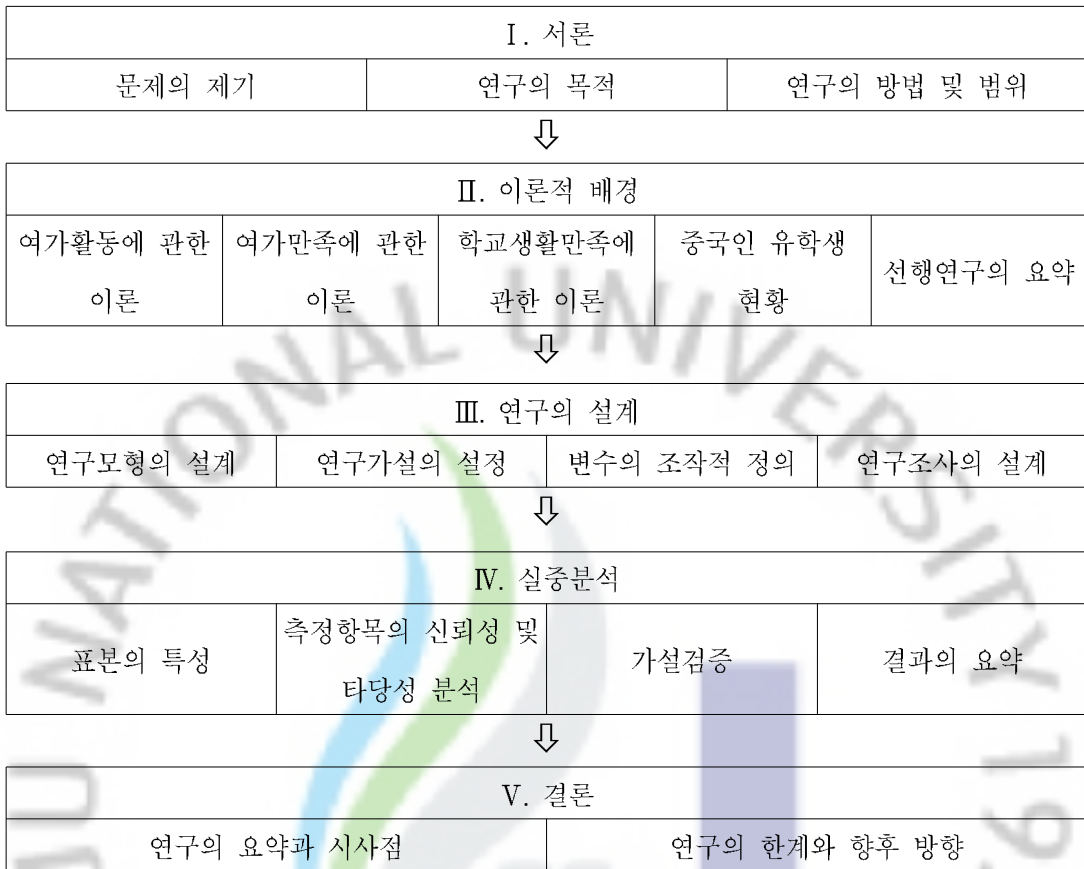 Ⅰ. 서론
문제의 제기 연구의 목적 연구의 방법 및 범위
⇩
Ⅱ. 이론적 배경
여가활동에 관한 이론
여가만족에 관한 이론
학교생활만족에 관한 이론
중국인 유학생 현황
선행연구의 요약
⇩
Ⅲ. 연구의 설계
연구모형의 설계 연구가설의 설정 변수의 조작적 정의 연구조사의 설계
⇩
Ⅳ. 실중분석
표본의 특성
측정항목의 신뢰성 및
타당성 분석
가설검증
결과의 요약
⇩
Ⅴ. 결론
연구의 요약과 시사점 연구의 한계와 향후 방향
NATIONAL UNIVERSITY